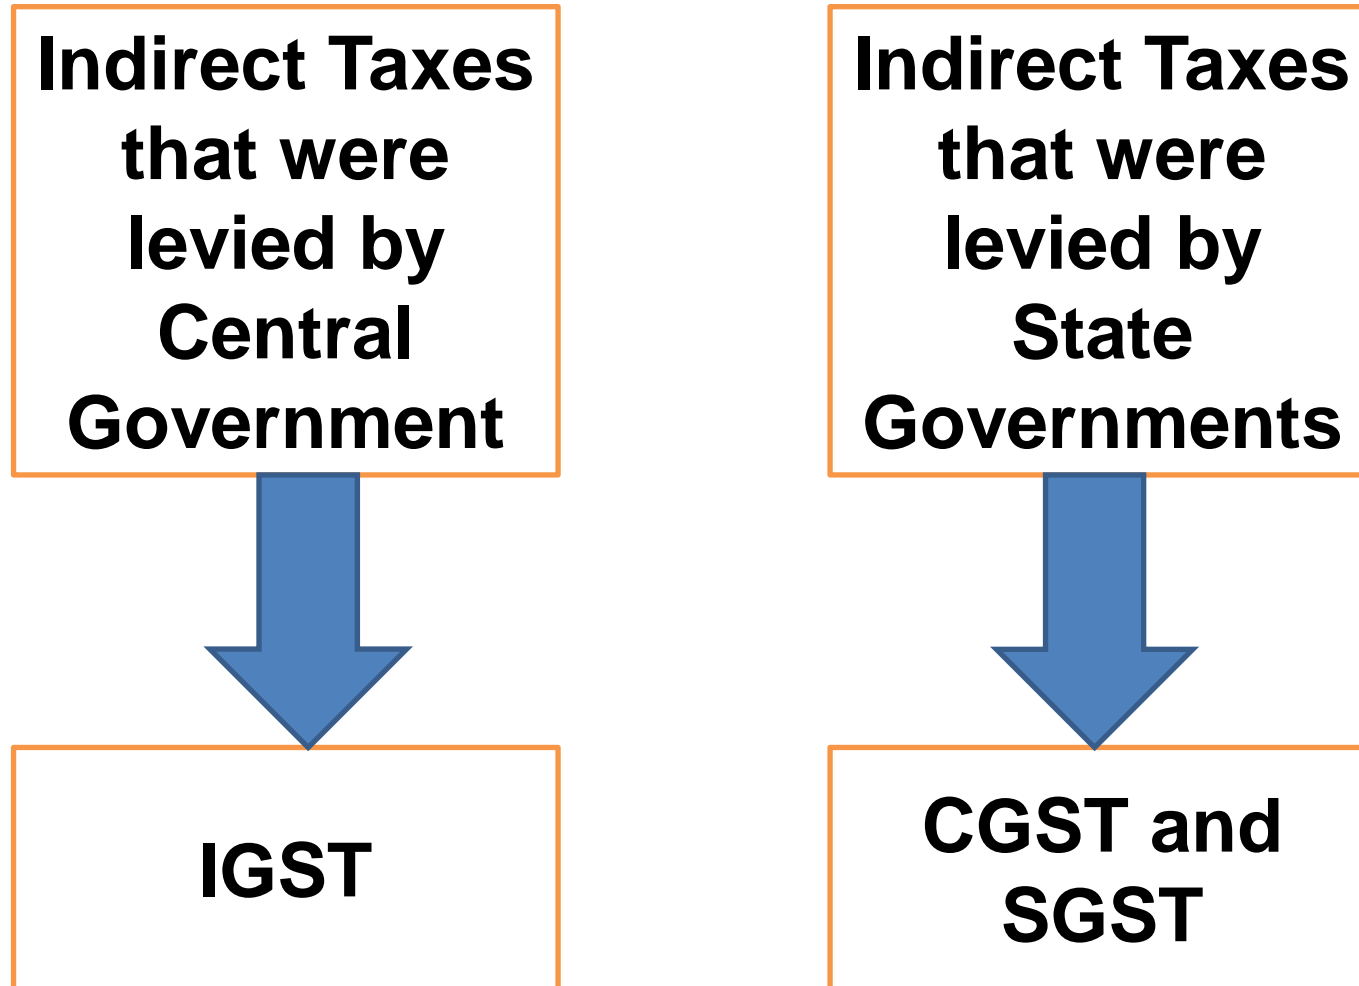 Indirect Taxes
that were
levied by
Central
Government
Indirect Taxes
that were
levied by
State
Governments
IGST
CGST and
SGST